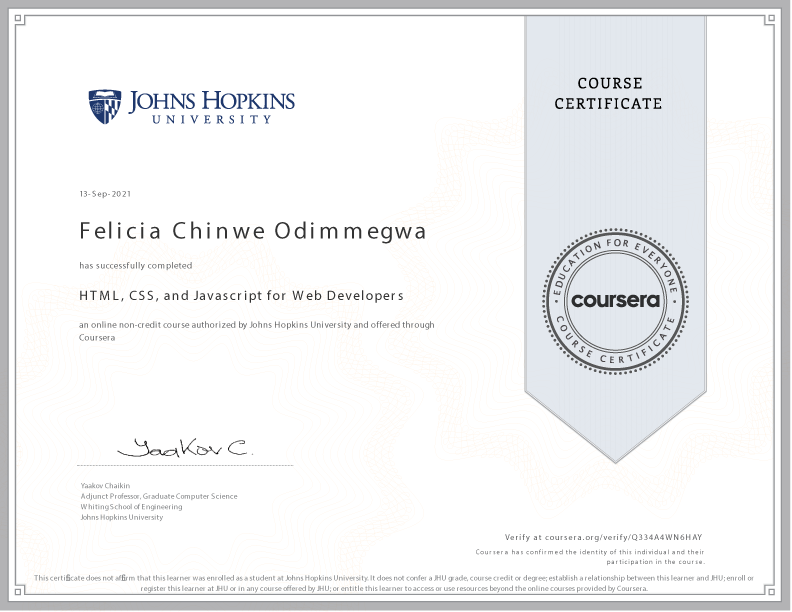 JOHNS HOPKINS
UNIVERSITY
COURSE
CERTIFICATE
13-Sep-2021
Felicia Chinwe Odimmegwa
has successfully completed
HTML, CSS, and Javascript for Web Developers
an online non-credit course authorized by Johns Hopkins University and offered through
Coursera
EDUCATION FOR EVERYONE
coursera
COURSE CERTIFICATE
Yaakov C.
Yaakov Chaikin
Adjunct Professor, Graduate Computer Science
Whiting School of Engineering
Johns Hopkins University
Verify at coursera.org/verify/Q334A4WN6HAY
Coursera has confirmed the identity of this individual and their
participation in the course.
This certificate does not affirm that this learner was enrolled as a student at Johns Hopkins University. It does not confer a JHU grade, course credit or degree; establish a relationship between this learner and JHU; enroll or
register this learner at JHU or in any course offered by JHU; or entitle this learner to access or use resources beyond the online courses provided by Coursera.